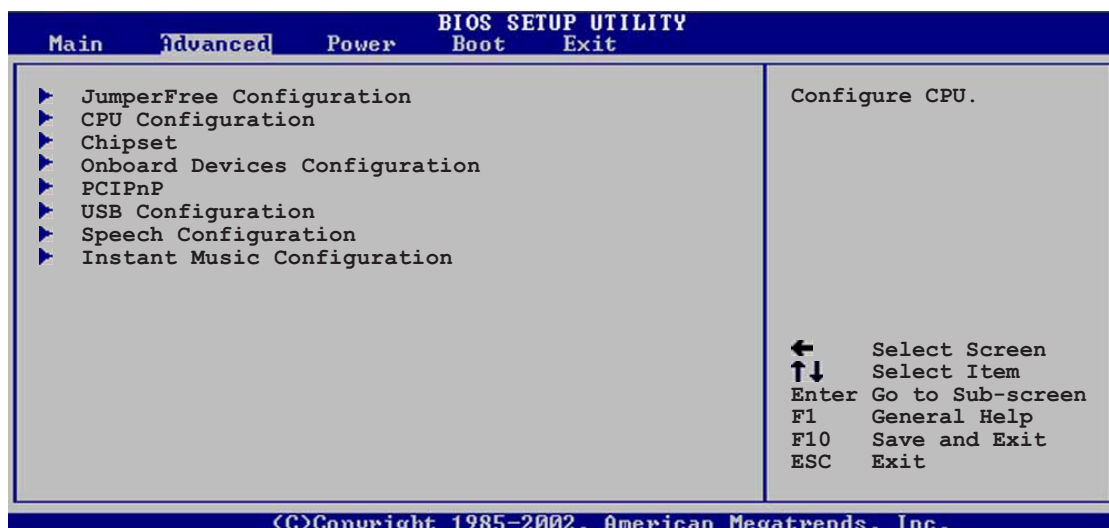 BIOS SETUP UTILITY
Main Advanced Power Boot Exit
JumperFree Configuration
CPU Configuration
Chipset
Onboard Devices Configuration
PCIPnP
USB Configuration
Speech Configuration
Instant Music Configuration
Configure CPU.
← Select Screen
↑↓ Select Item
Enter Go to Sub-screen
F1 General Help
F10 Save and Exit
ESC Exit
(C)Copyright 1985-2002, American Megatrends, Inc.